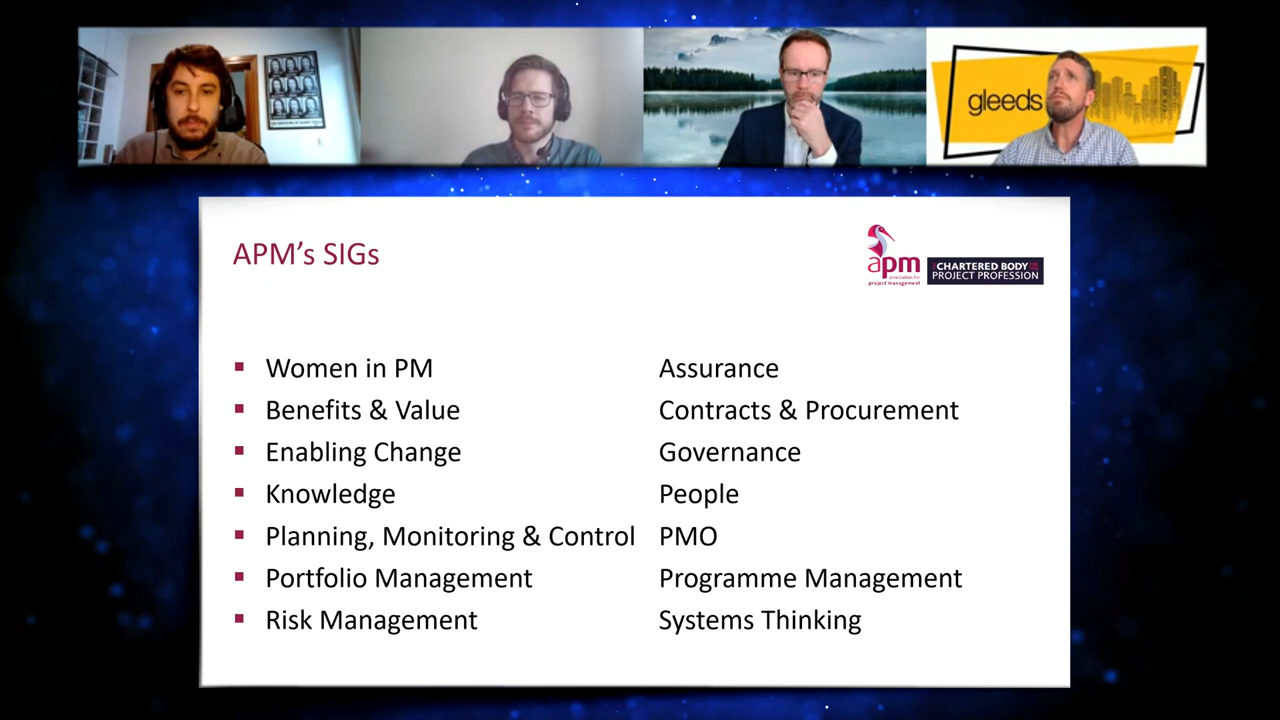 gleeds
APM's SIGs
apm
association for
project management
CHARTERED BODY
PROJECT PROFESSION
Women in PM
Assurance
Benefits & Value
Contracts & Procurement
Enabling Change
Governance
Knowledge
People
Planning, Monitoring & Control
PMO
Portfolio Management
Programme Management
Risk Management
Systems Thinking